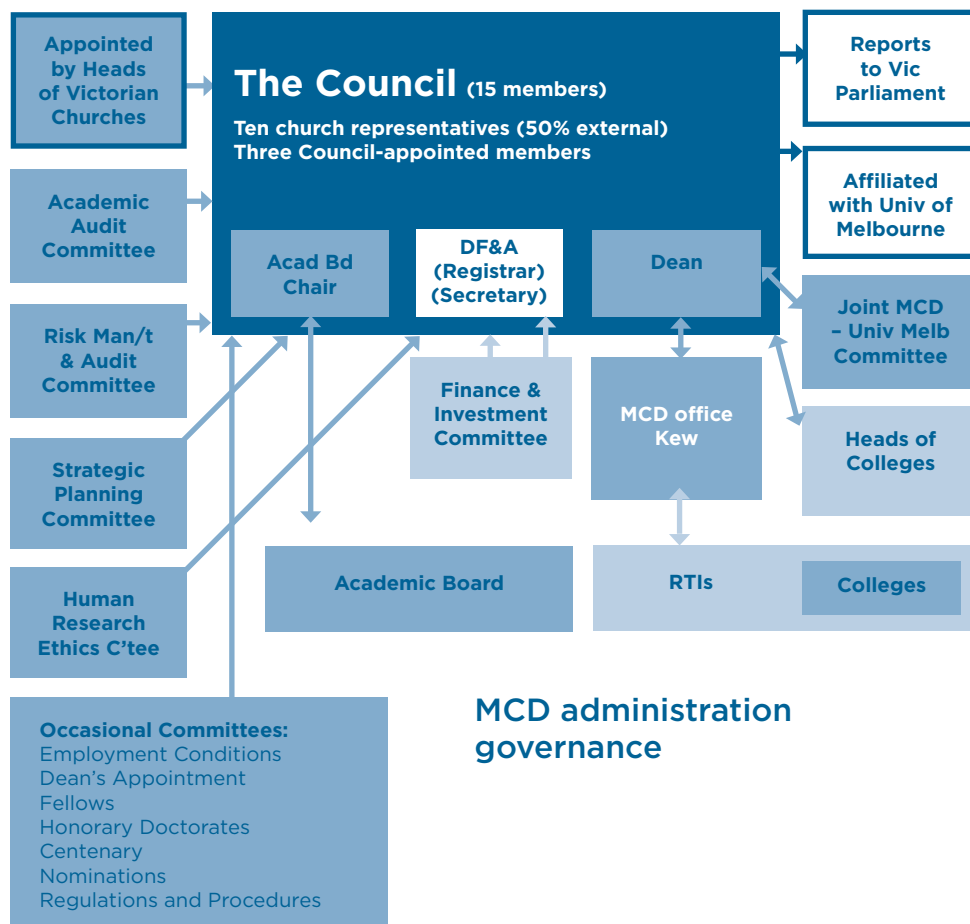 Appointed
by Heads
of Victorian
Churches
The Council (15 members)
Ten church representatives (50% external)
Three Council-appointed members
Reports
to Vic
Parliament
Affiliated
with Univ of
Melbourne
Academic
Audit
Committee
Acad Bd
Chair
DF&A
(Registrar)
(Secretary)
Dean
Joint MCD
– Univ Melb
Committee
Risk Man/t
& Audit
Committee
Finance &
Investment
Committee
MCD office
Kew
Heads of
Colleges
Strategic
Planning
Committee
Academic Board
RTIs
Colleges
Human
Research
Ethics C’tee
MCD administration
governance
Occasional Committees:
Employment Conditions
Dean’s Appointment
Fellows
Honorary Doctorates
Centenary
Nominations
Regulations and Procedures